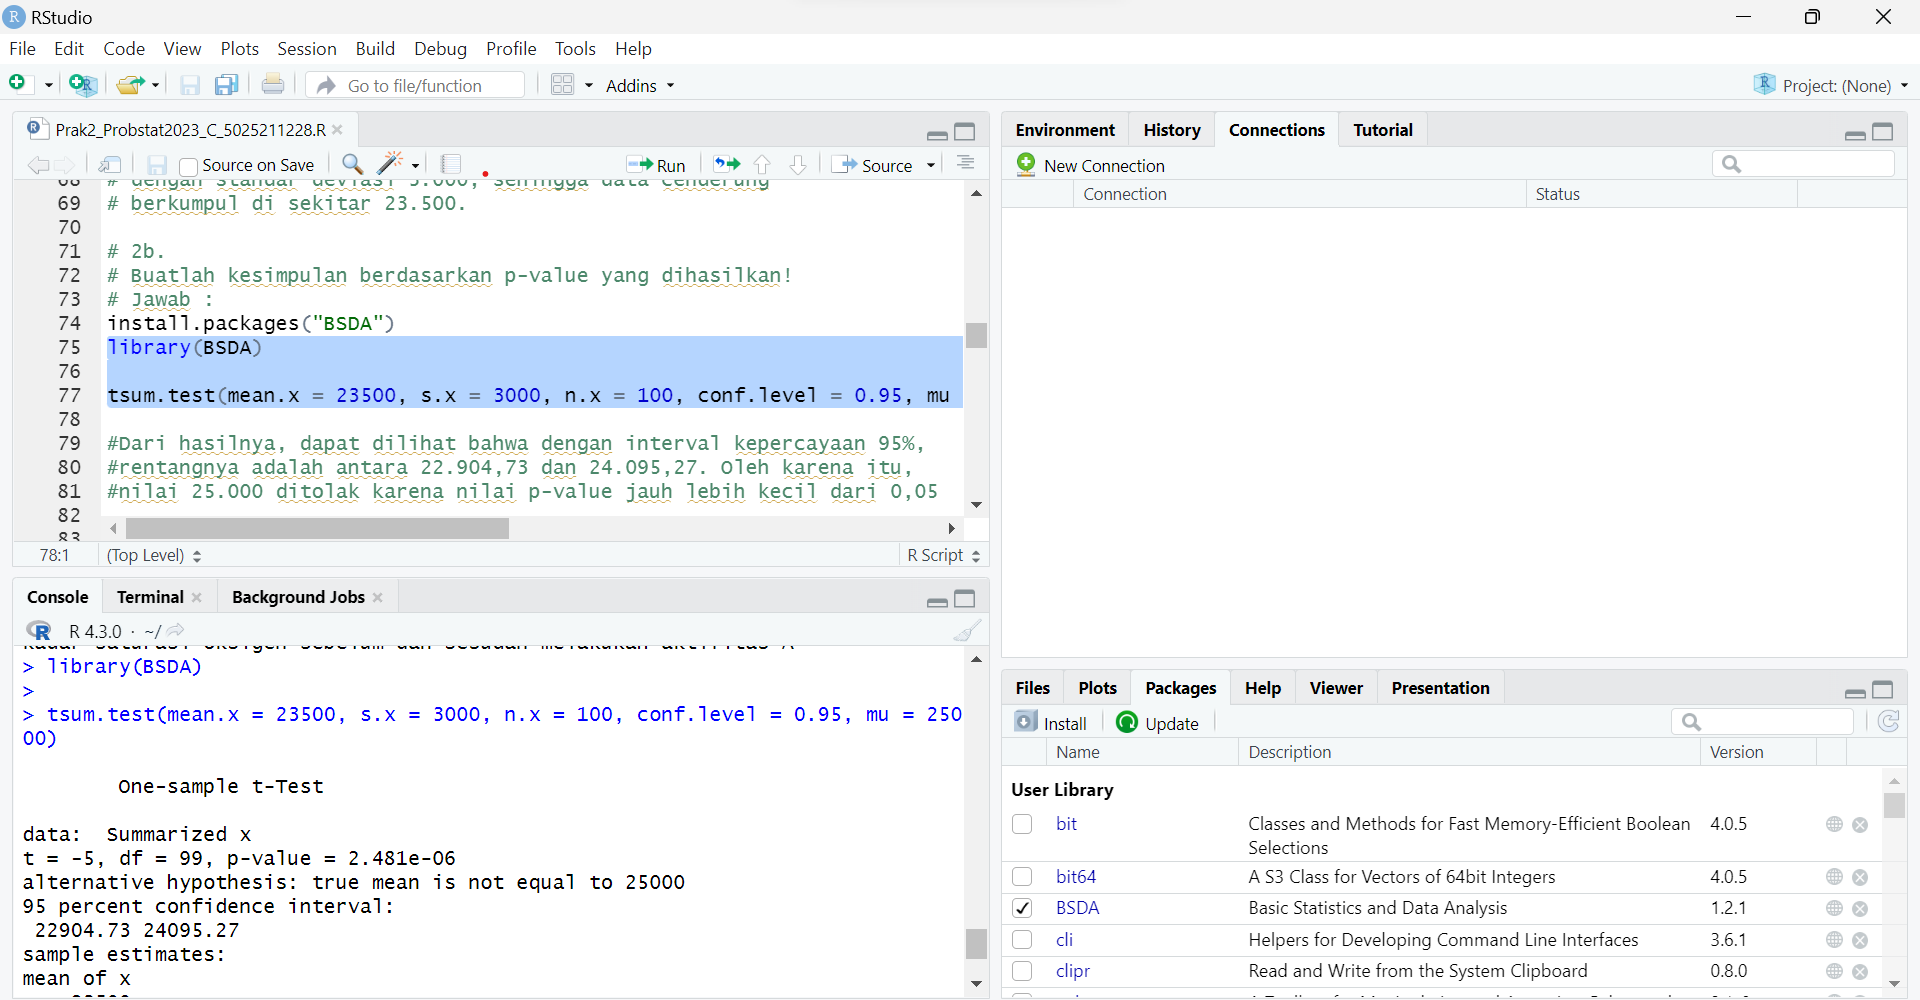 RStudio
File Edit Code View Plots Session Build Debug Profile Tools Help
Go to file/function Addins Project: (None)
Prak2_Probstat2023_C_5025211228.R
Source on Save Run Source
68 # dengan standar deviasi 3.000, sehingga data cenderung
69 # berkumpul di sekitar 23.500.
70
71 # 2b.
72 # Buatlah kesimpulan berdasarkan p-value yang dihasilkan!
73 # Jawab :
74 install.packages("BSDA")
75 library(BSDA)
76
77 tsum.test(mean.x = 23500, s.x = 3000, n.x = 100, conf.level = 0.95, mu
78
79 #Dari hasilnya, dapat dilihat bahwa dengan interval kepercayaan 95%,
80 #rentangnya adalah antara 22.904,73 dan 24.095,27. Oleh karena itu,
81 #nilai 25.000 ditolak karena nilai p-value jauh lebih kecil dari 0,05
82
83
78:1 (Top Level) R Script
Console Terminal Background Jobs
R 4.3.0 · ~/
> library(BSDA)
>
> tsum.test(mean.x = 23500, s.x = 3000, n.x = 100, conf.level = 0.95, mu = 250
00)
One-sample t-Test
data: Summarized x
t = -5, df = 99, p-value = 2.481e-06
alternative hypothesis: true mean is not equal to 25000
95 percent confidence interval:
22904.73 24095.27
sample estimates:
mean of x
Environment History Connections Tutorial
New Connection
Connection Status
Files Plots Packages Help Viewer Presentation
Install Update
Name Description Version
User Library
bit Classes and Methods for Fast Memory-Efficient Boolean 4.0.5
Selections
bit64 A S3 Class for Vectors of 64bit Integers 4.0.5
BSDA Basic Statistics and Data Analysis 1.2.1
cli Helpers for Developing Command Line Interfaces 3.6.1
clipr Read and Write from the System Clipboard 0.8.0